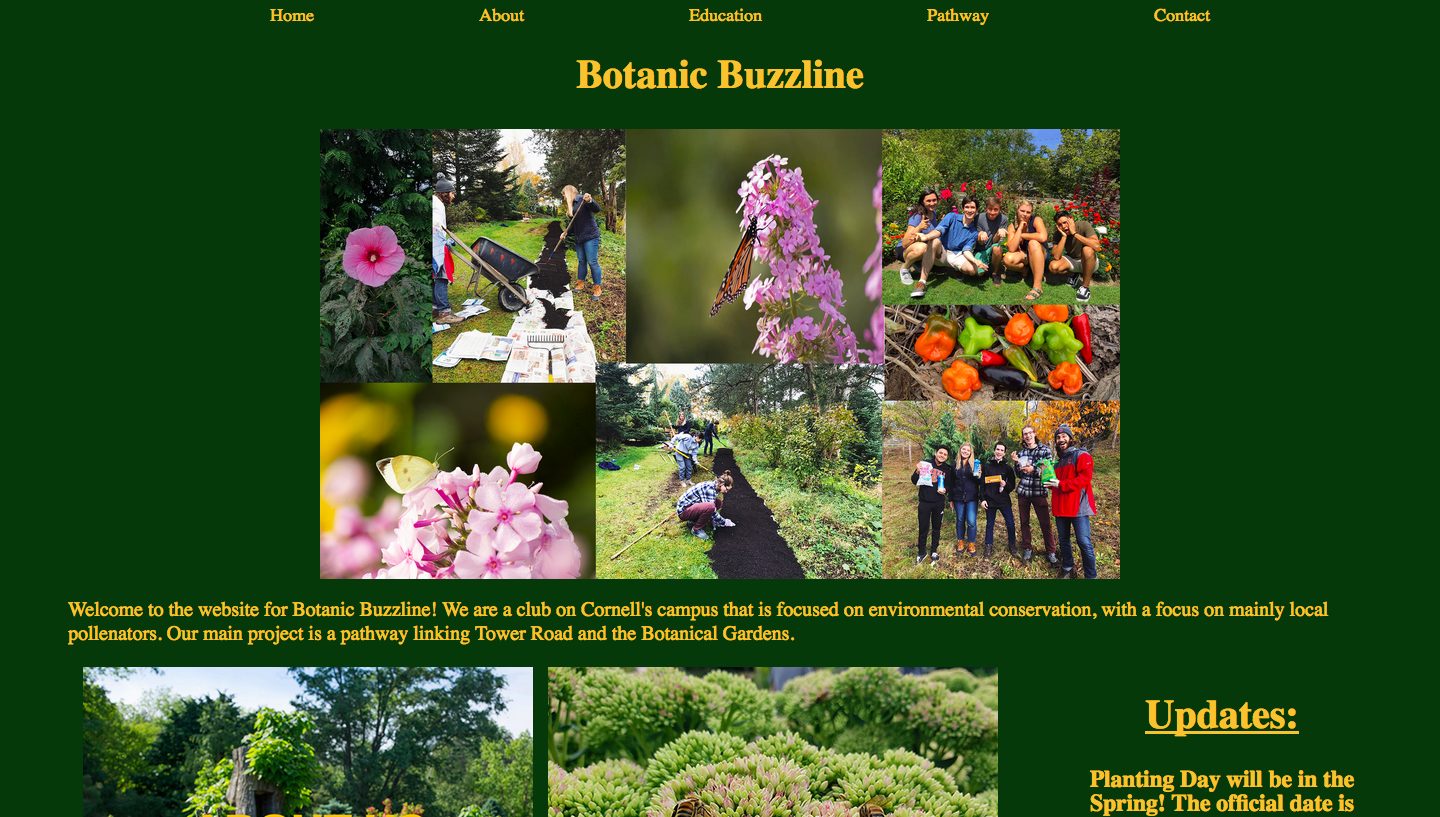 Home About Education Pathway Contact
Botanic Buzzline
Welcome to the website for Botanic Buzzline! We are a club on Cornell's campus that is focused on environmental conservation, with a focus on mainly local
pollenators. Our main project is a pathway linking Tower Road and the Botanical Gardens.
Updates:
Planting Day will be in the
Spring! The official date is